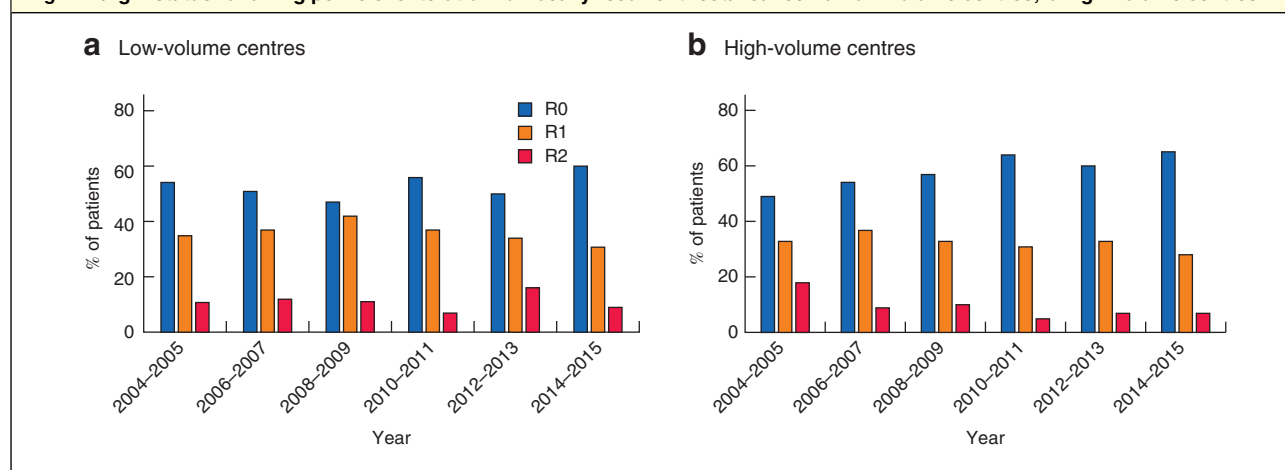 a Low-volume centres
b High-volume centres
R0
R1
R2
% of patients
80
60
40
20
0
2004–2005
2006–2007
2008–2009
2010–2011
2012–2013
2014–2015
Year
% of patients
80
60
40
20
0
2004–2005
2006–2007
2008–2009
2010–2011
2012–2013
2014–2015
Year